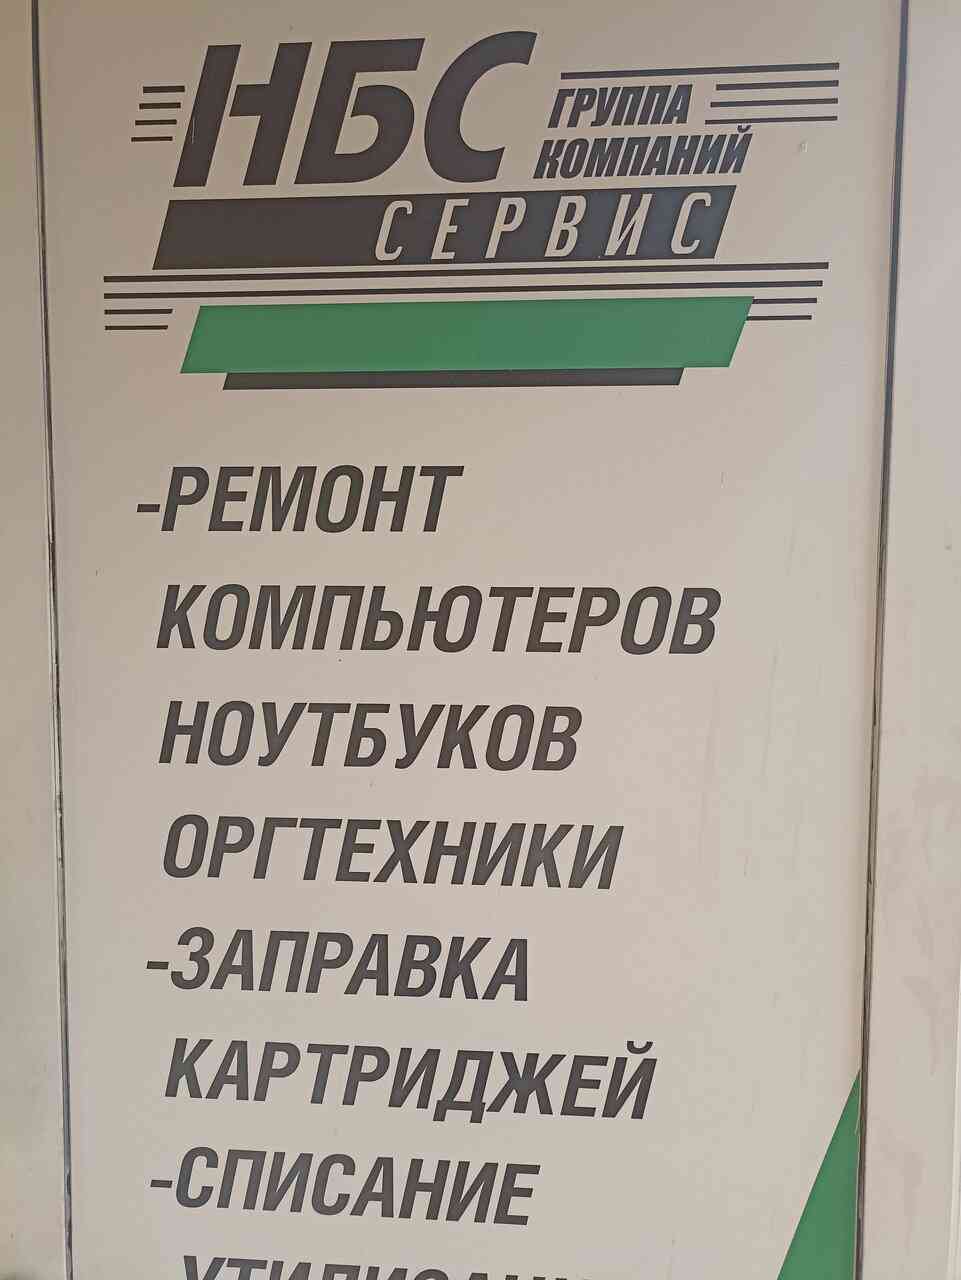 НБС
ГРУППА
КОМПАНИЙ
СЕРВИС
-РЕМОНТ
КОМПЬЮТЕРОВ
НОУТБУКОВ
ОРГТЕХНИКИ
-ЗАПРАВКА
КАРТРИДЖЕЙ
-СПИСАНИЕ